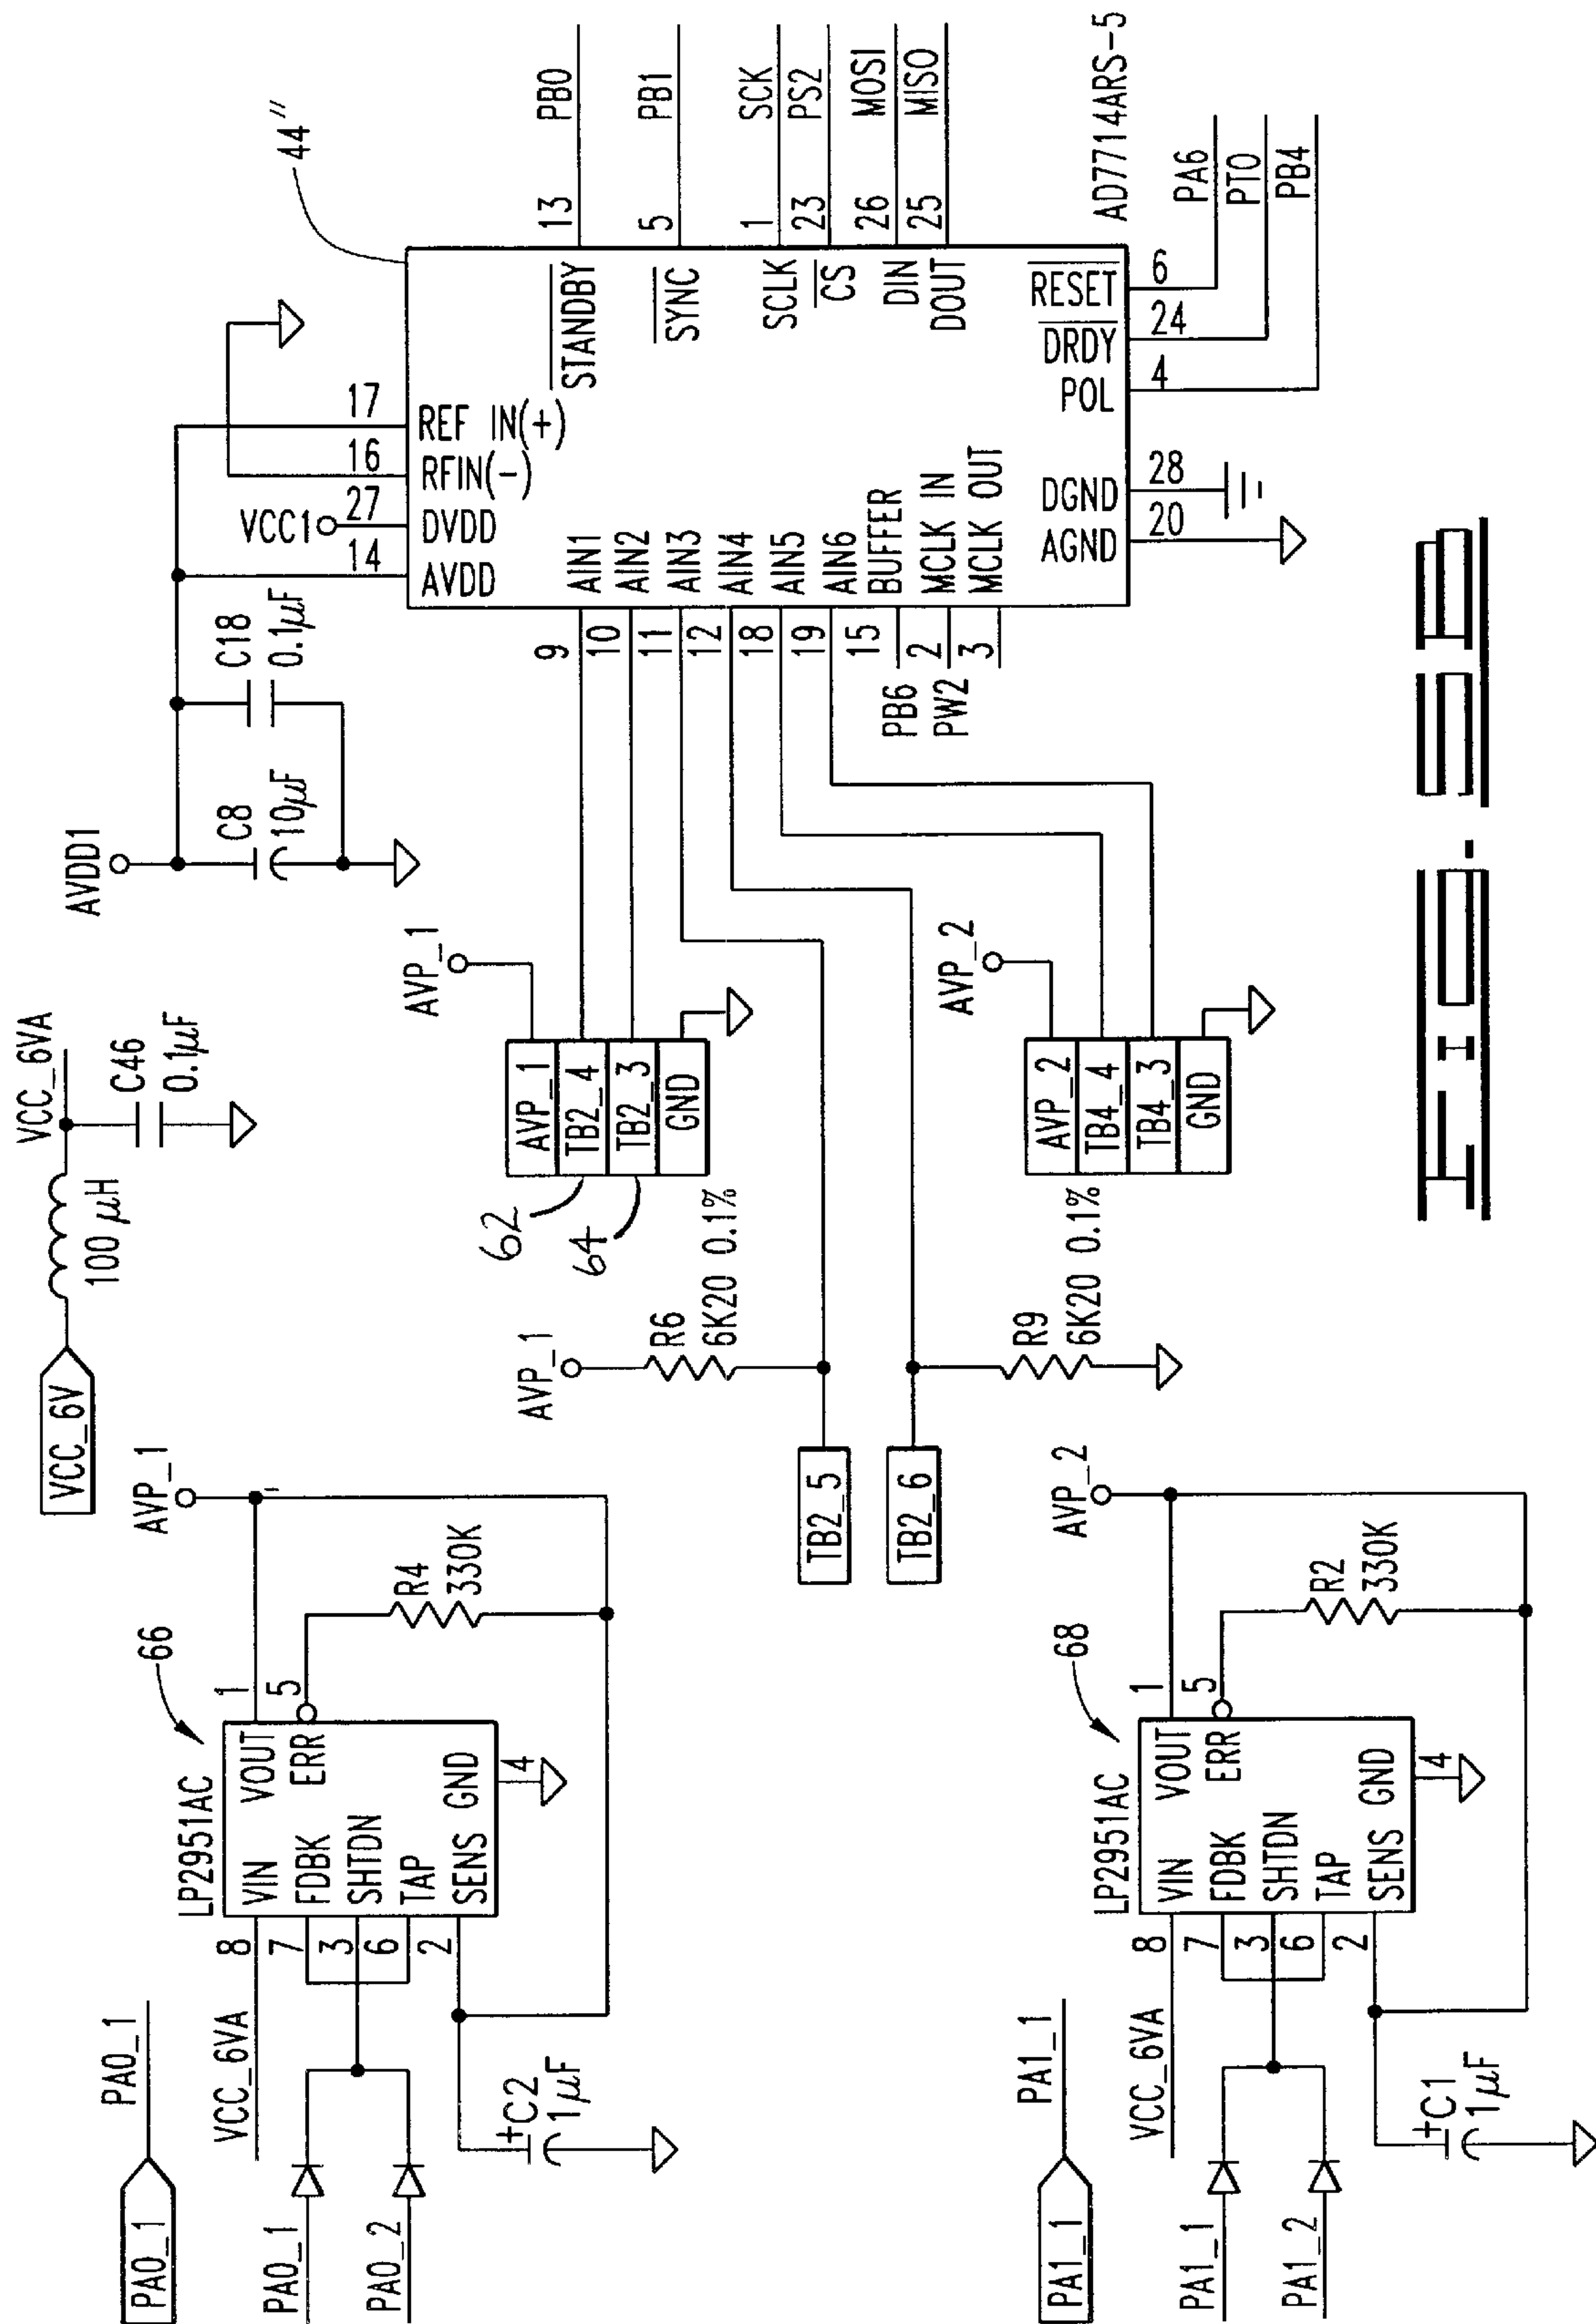 VCC_6V
100 μH
VCC_6VA
C46
0.1μF
AVDD1
C8
10μF
C18
0.1μF
VCC1
14
27
16
17
AVDD
DVDD
RFIN(-)
REF IN(+)
44"
AIN1
AIN2
AIN3
AIN4
AIN5
AIN6
BUFFER
MCLK IN
MCLK OUT
9
10
11
12
18
19
15
2
3
PB6
PW2
STANDBY
SYNC
SCLK
CS
DIN
DOUT
13
5
1
23
26
25
PB0
PB1
SCK
PS2
MOS1
MISO
AGND
DGND
POL
DRDY
RESET
20
28
4
24
6
AD7714ARS-5
PA6
PT0
PB4
AVP_1
AVP_1
TB2_4
TB2_3
GND
62
64
AVP_1
R6
6K20 0.1%
TB2_5
TB2_6
R9
6K20 0.1%
AVP_2
AVP_2
TB4_4
TB4_3
GND
PA0_1
PA0_1
LP2951AC
66
AVP_1
VCC_6VA
8
7
3
6
2
VIN
FDBK
SHTDN
TAP
SENS
VOUT
ERR
GND
1
5
4
R4
330K
PA0_1
PA0_2
+C2
1μF
PA1_1
PA1_1
LP2951AC
68
AVP_2
VCC_6VA
8
7
3
6
2
VIN
FDBK
SHTDN
TAP
SENS
VOUT
ERR
GND
1
5
4
R2
330K
PA1_1
PA1_2
+C1
1μF